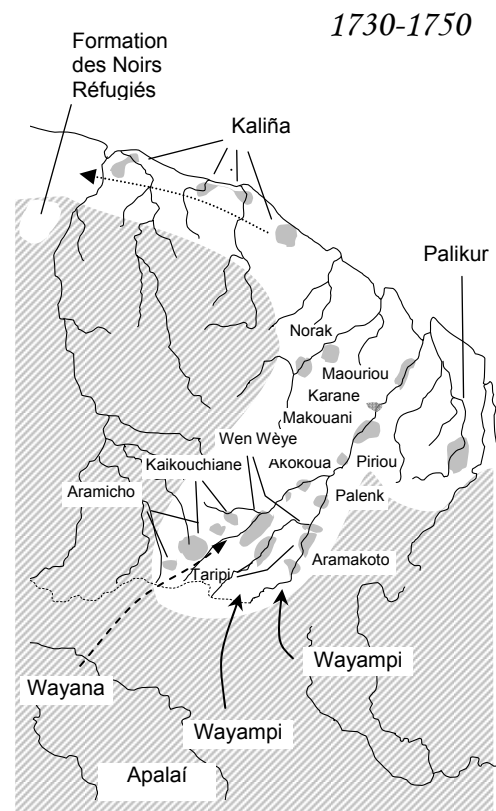 1730-1750
Formation
des Noirs
Réfugiés
Kaliña
Palikur
Norak
Maouriou
Karane
Makouani
Wen Wèye
Akokoua
Piriou
Kaikouchiane
Aramicho
Palenk
Aramakoto
Taripi
Wayampi
Wayana
Wayampi
Apalaí